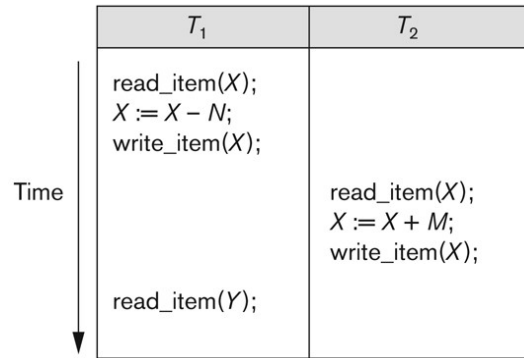 T₁ T₂
read_item(X);
X := X – N;
write_item(X);
Time
read_item(X);
X := X + M;
write_item(X);
read_item(Y);